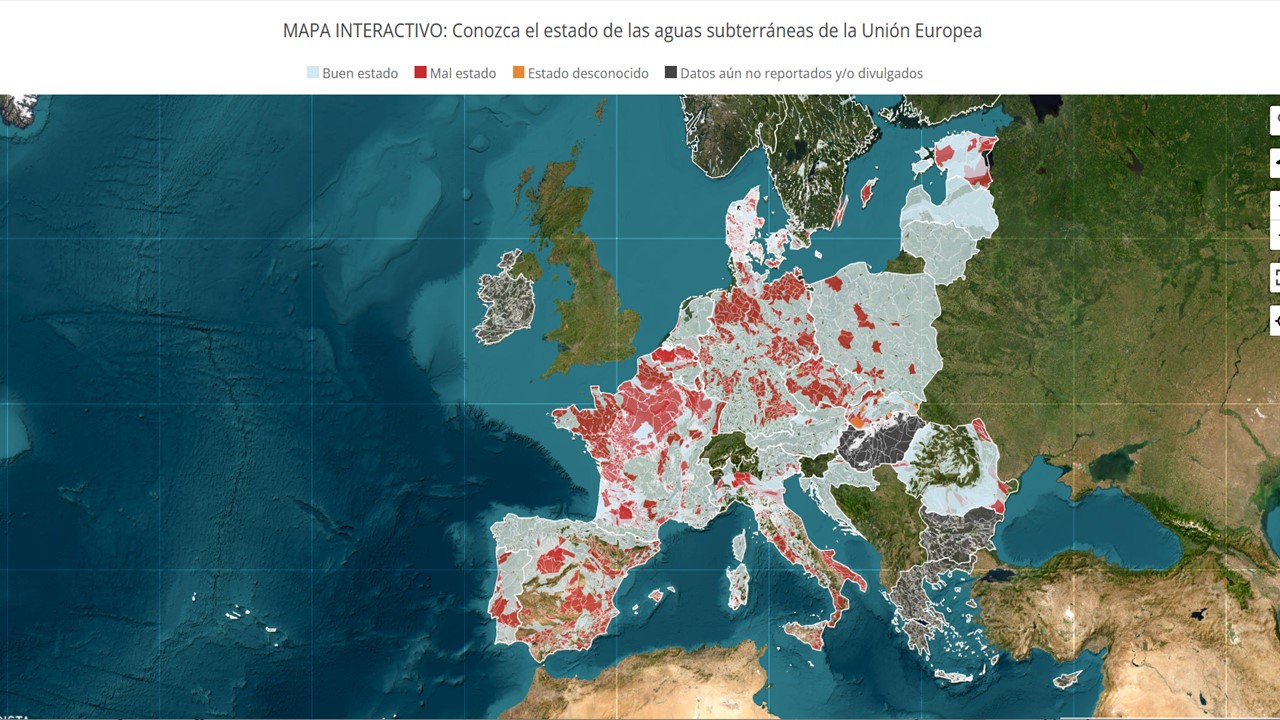 MAPA INTERACTIVO: Conozca el estado de las aguas subterráneas de la Unión Europea
Buen estado Mal estado Estado desconocido Datos aún no reportados y/o divulgados